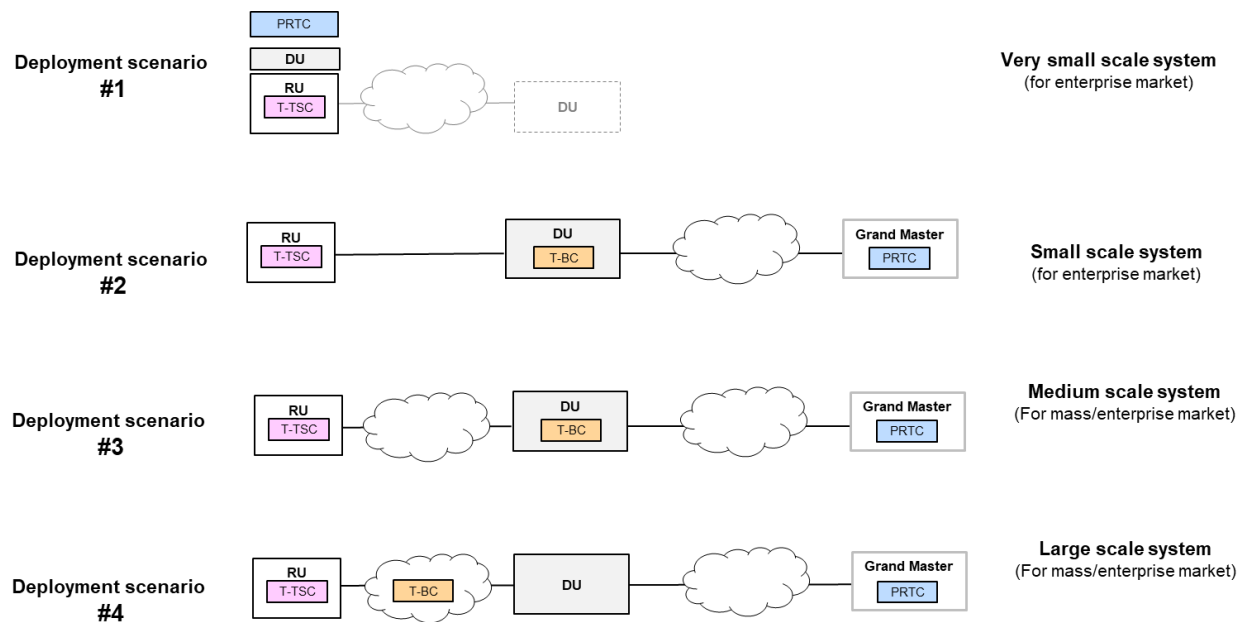 PRTC
Deployment scenario
#1
DU
RU
T-TSC
DU
Very small scale system
(for enterprise market)
Deployment scenario
#2
RU
T-TSC
DU
T-BC
Grand Master
PRTC
Small scale system
(for enterprise market)
Deployment scenario
#3
RU
T-TSC
DU
T-BC
Grand Master
PRTC
Medium scale system
(For mass/enterprise market)
Deployment scenario
#4
RU
T-TSC
T-BC
DU
Grand Master
PRTC
Large scale system
(For mass/enterprise market)